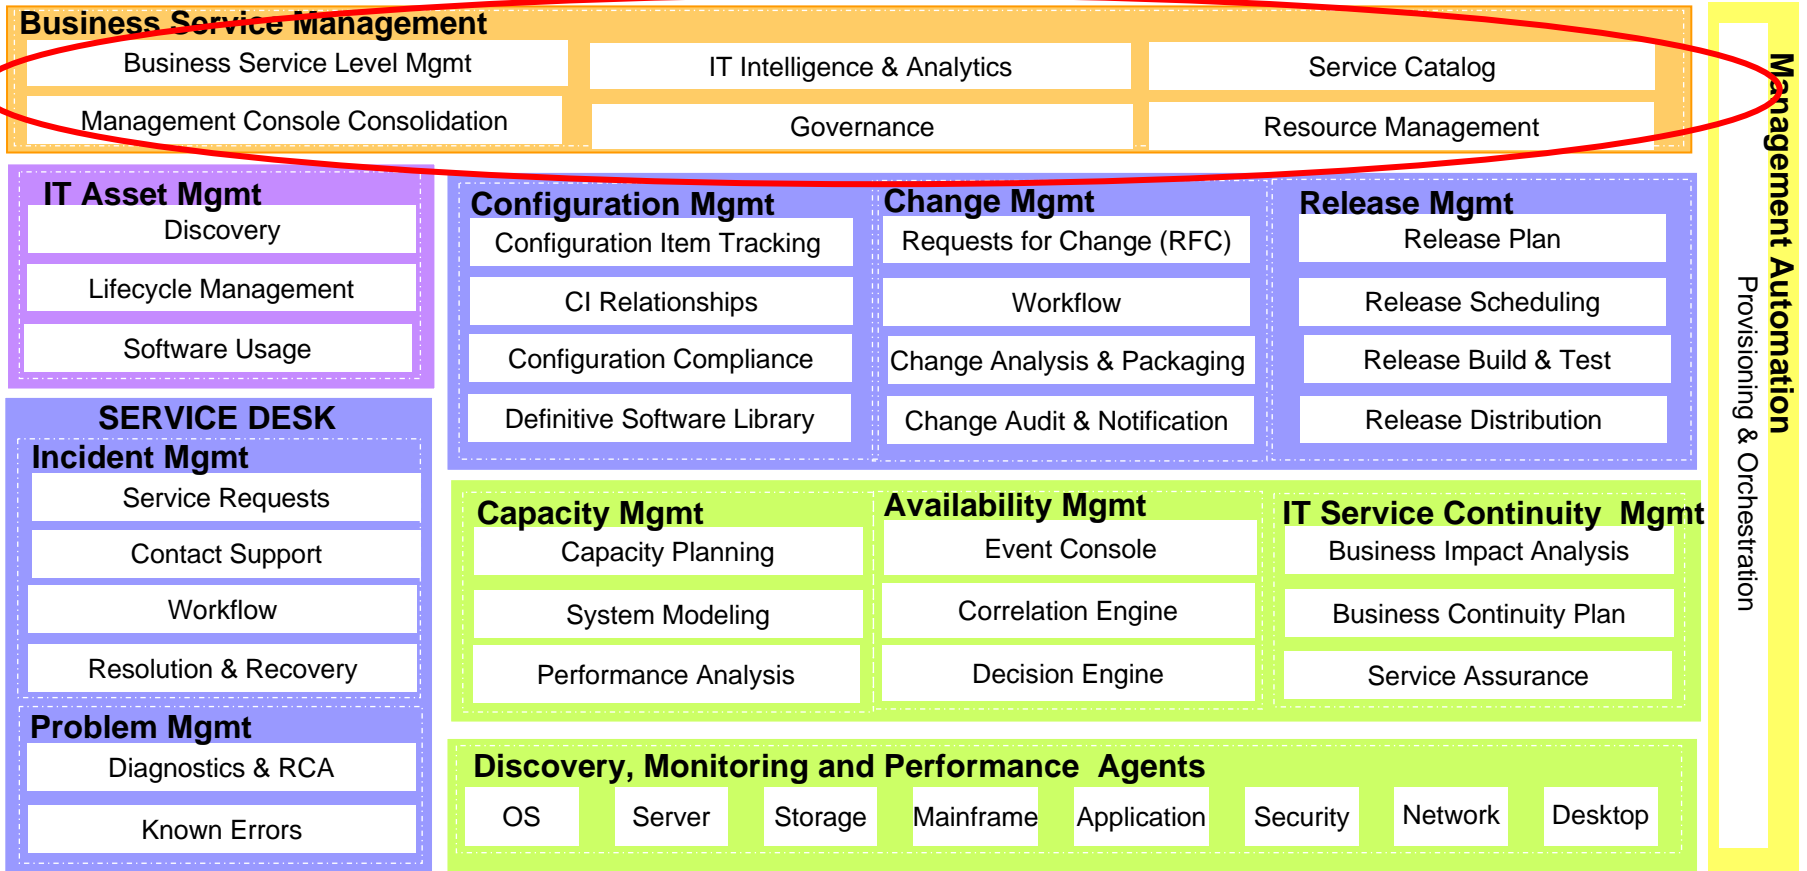 Business Service Management
Business Service Level Mgmt
IT Intelligence & Analytics
Service Catalog
Management Console Consolidation
Governance
Resource Management
IT Asset Mgmt
Discovery
Lifecycle Management
Software Usage
SERVICE DESK
Incident Mgmt
Service Requests
Contact Support
Workflow
Resolution & Recovery
Problem Mgmt
Diagnostics & RCA
Known Errors
Configuration Mgmt
Configuration Item Tracking
CI Relationships
Configuration Compliance
Definitive Software Library
Change Mgmt
Requests for Change (RFC)
Workflow
Change Analysis & Packaging
Change Audit & Notification
Release Mgmt
Release Plan
Release Scheduling
Release Build & Test
Release Distribution
Capacity Mgmt
Capacity Planning
System Modeling
Performance Analysis
Availability Mgmt
Event Console
Correlation Engine
Decision Engine
IT Service Continuity  Mgmt
Business Impact Analysis
Business Continuity Plan
Service Assurance
Discovery, Monitoring and Performance  Agents
OS
Server
Storage
Mainframe
Application
Security
Network
Desktop
Management Automation
Provisioning & Orchestration